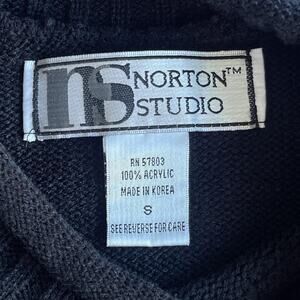 ns NORTON™
STUDIO
RN 57803
100% ACRYLIC
MADE IN KOREA
S
SEE REVERSE FOR CARE